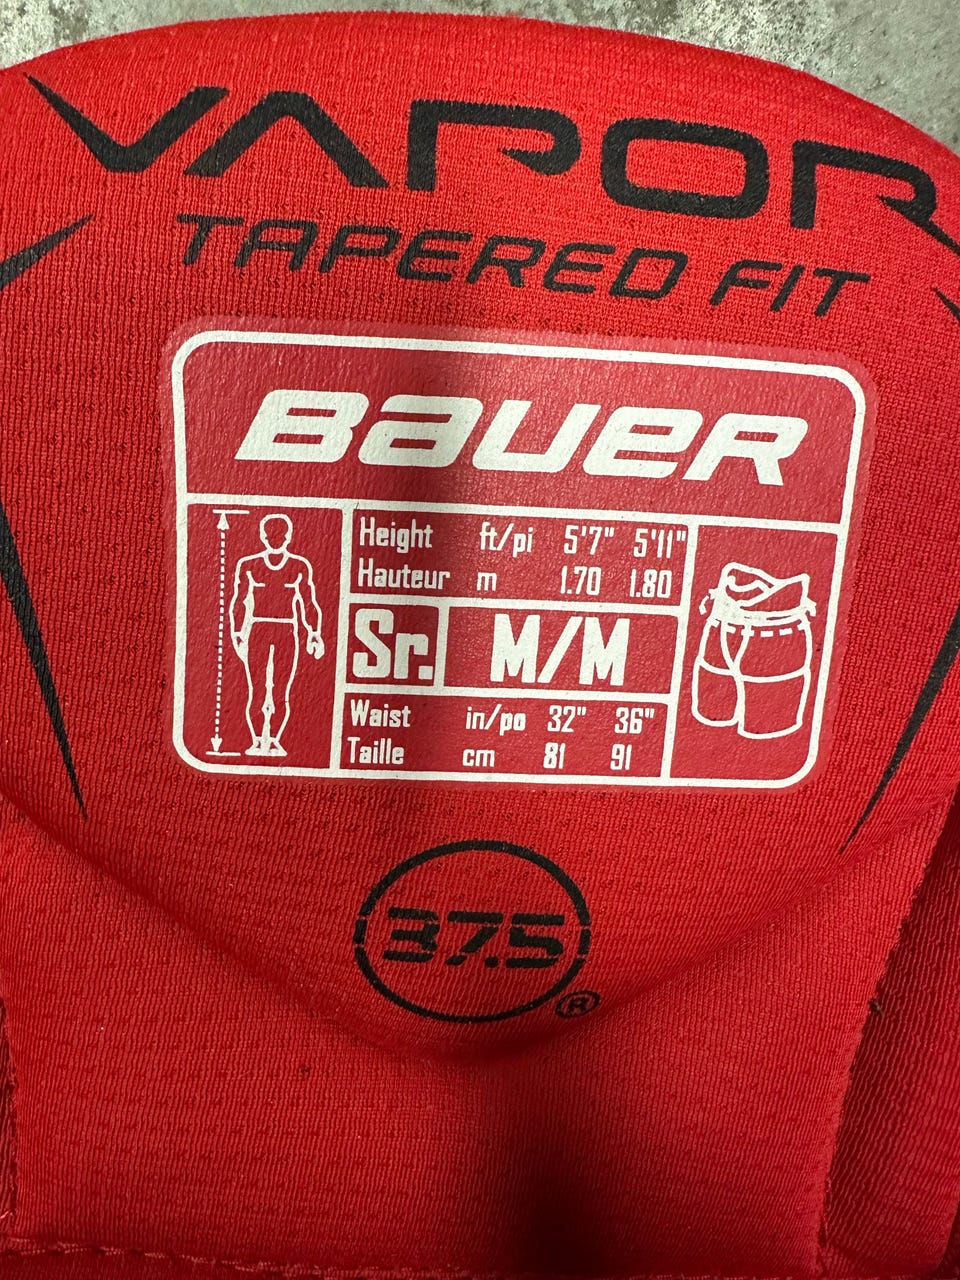 VAPOR
TAPERED FIT
BAUER
Height ft/pi 5'7" 5'11"
Hauteur m 1.70 1.80
Sr. M/M
Waist in/po 32" 36"
Taille cm 81 91
37.5
®